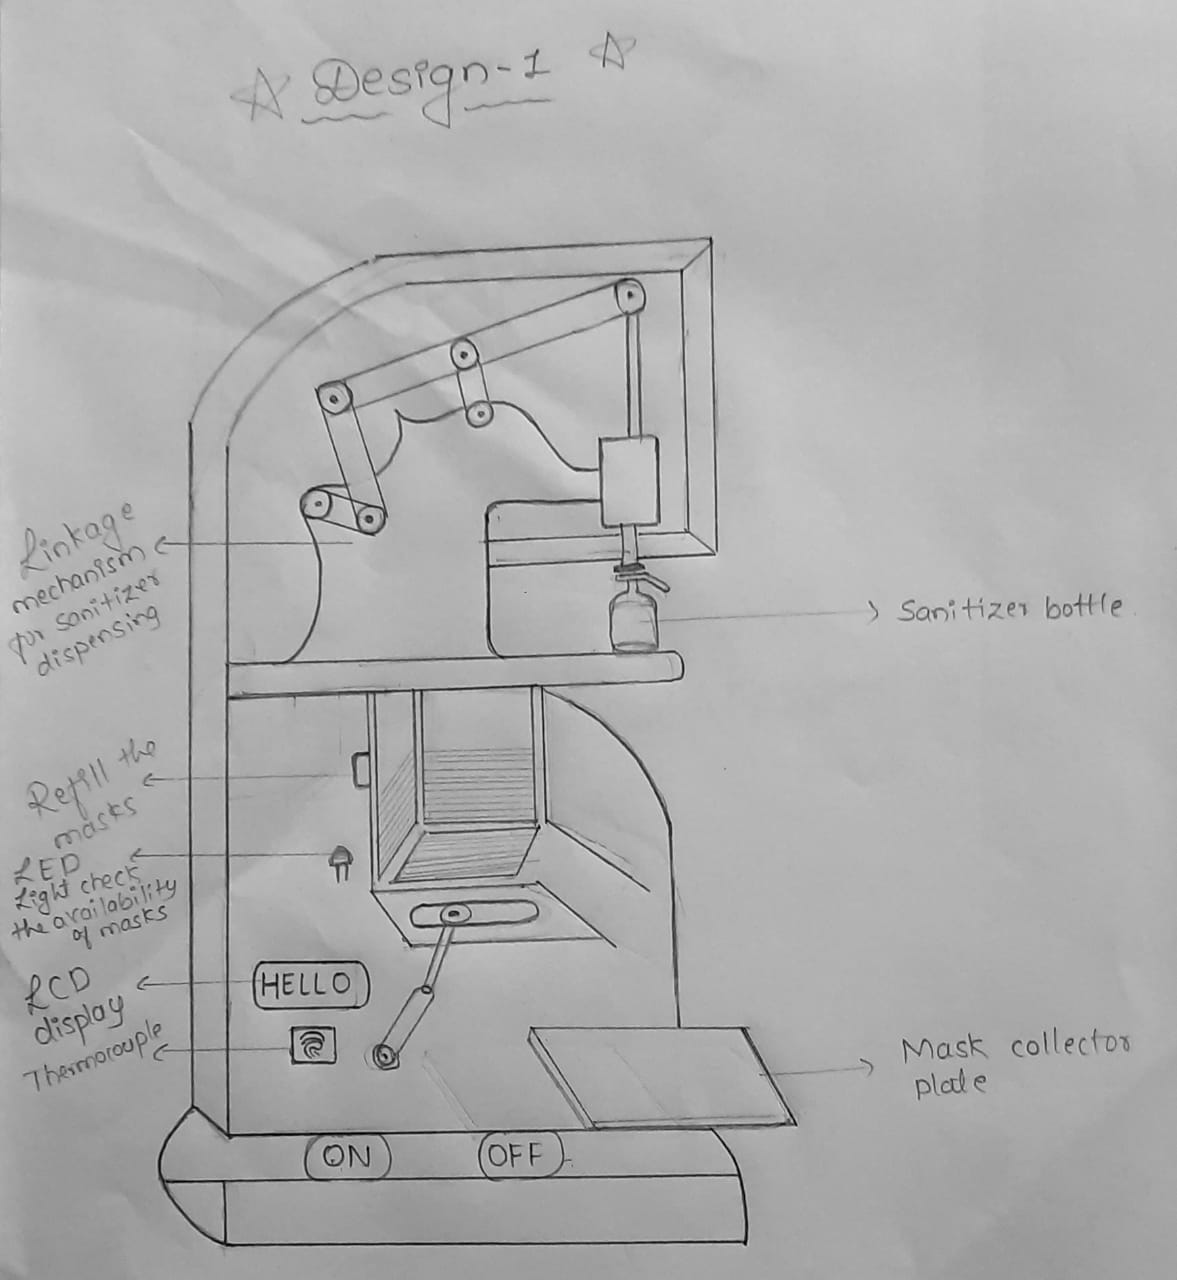 Design-1
Linkage
mechanism
for sanitizer
dispensing
Sanitizer bottle
Refill the
masks
LED
Light check
the availability
of masks
LCD
display
HELLO
Thermocouple
Mask collector
plate
ON
OFF